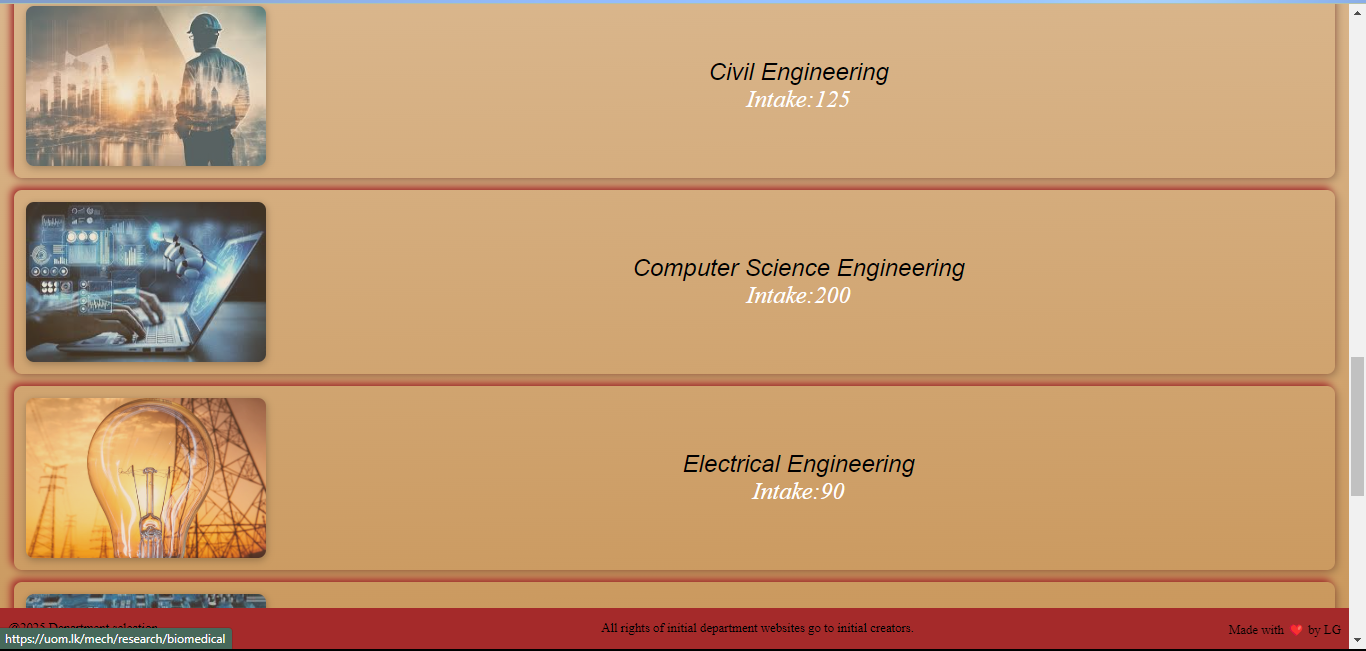 Civil Engineering
Intake:125
Computer Science Engineering
Intake:200
Electrical Engineering
Intake:90
@2025 Department selection
All rights of initial department websites go to initial creators.
Made with ❤️ by LG
https://uom.lk/mech/research/biomedical